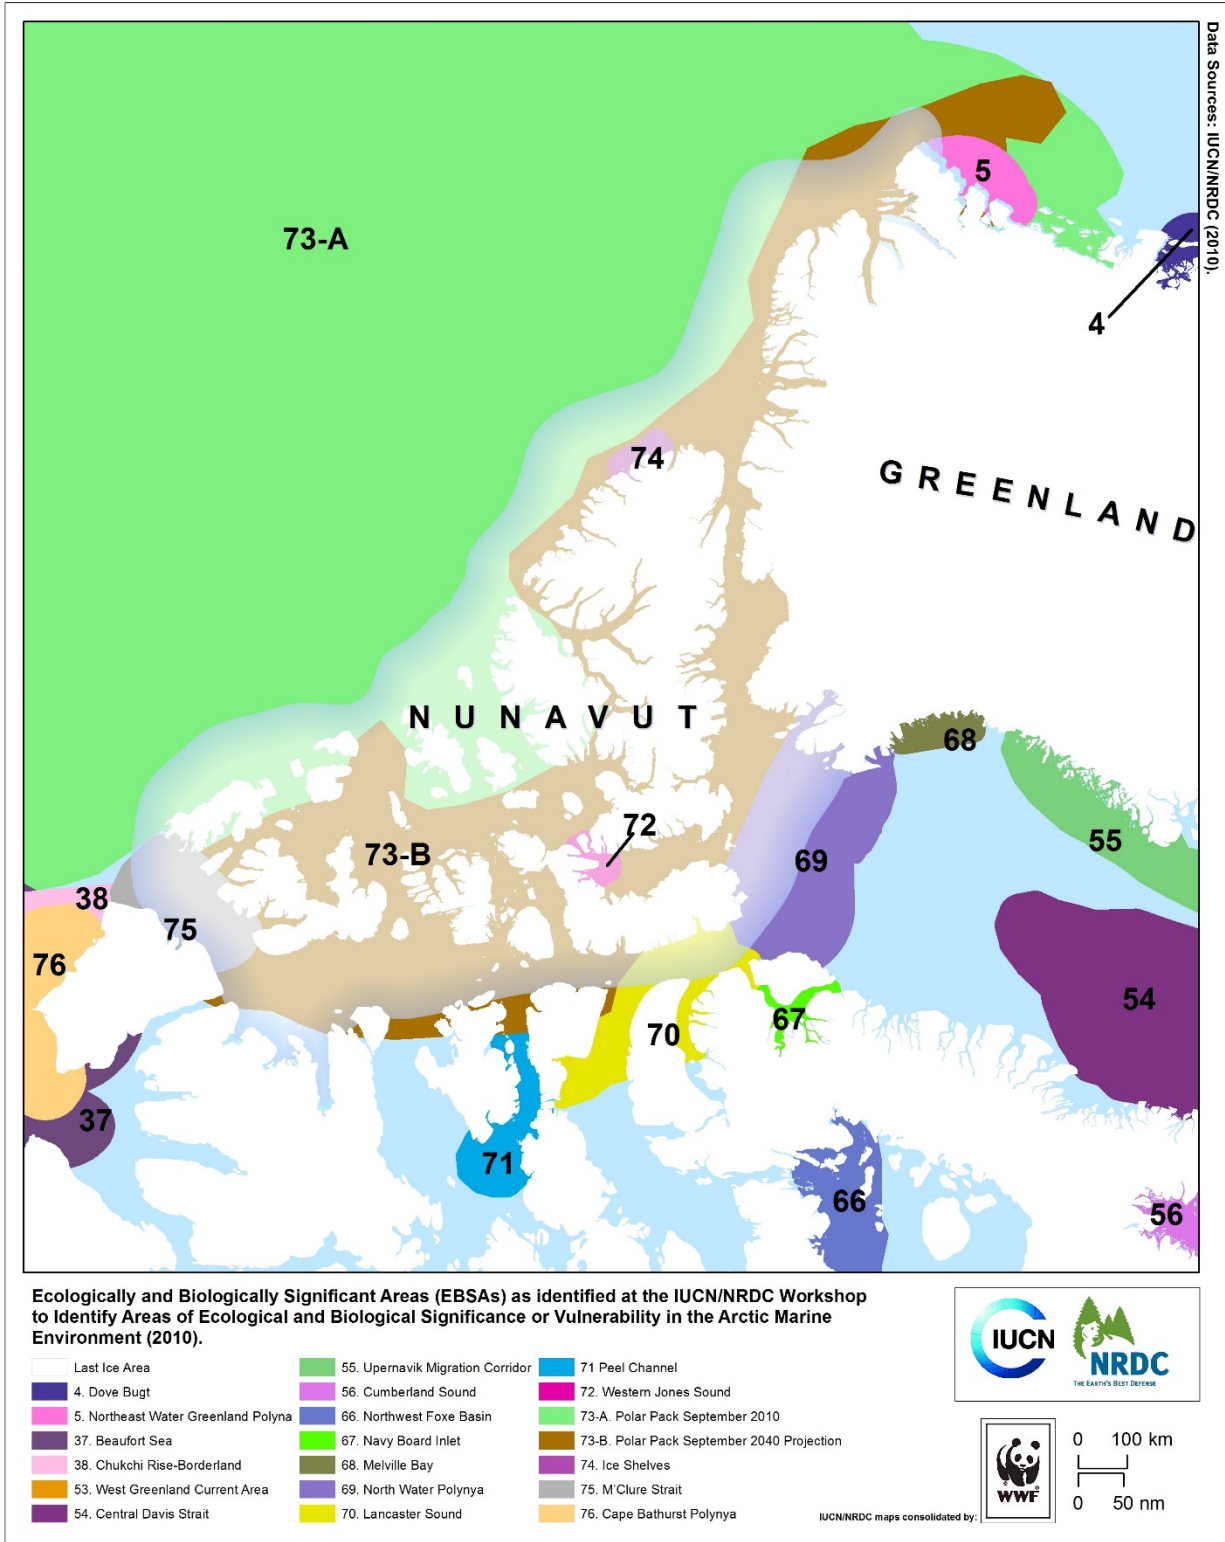 Data Sources: IUCN/NRDC (2010).
73-A
5
4
74
GREENLAND
NUNAVUT
68
72
55
73-B
69
38
75
76
54
70
67
37
71
66
56
Ecologically and Biologically Significant Areas (EBSAs) as identified at the IUCN/NRDC Workshop
to Identify Areas of Ecological and Biological Significance or Vulnerability in the Arctic Marine
Environment (2010).
Last Ice Area
4. Dove Bugt
5. Northeast Water Greenland Polyna
37. Beaufort Sea
38. Chukchi Rise-Borderland
53. West Greenland Current Area
54. Central Davis Strait
55. Upernavik Migration Corridor
56. Cumberland Sound
66. Northwest Foxe Basin
67. Navy Board Inlet
68. Melville Bay
69. North Water Polynya
70. Lancaster Sound
71 Peel Channel
72. Western Jones Sound
73-A. Polar Pack September 2010
73-B. Polar Pack September 2040 Projection
74. Ice Shelves
75. M'Clure Strait
76. Cape Bathurst Polynya
IUCN
NRDC
THE EARTH'S BEST DEFENSE
IUCN/NRDC maps consolidated by:
WWF
0 100 km
0 50 nm